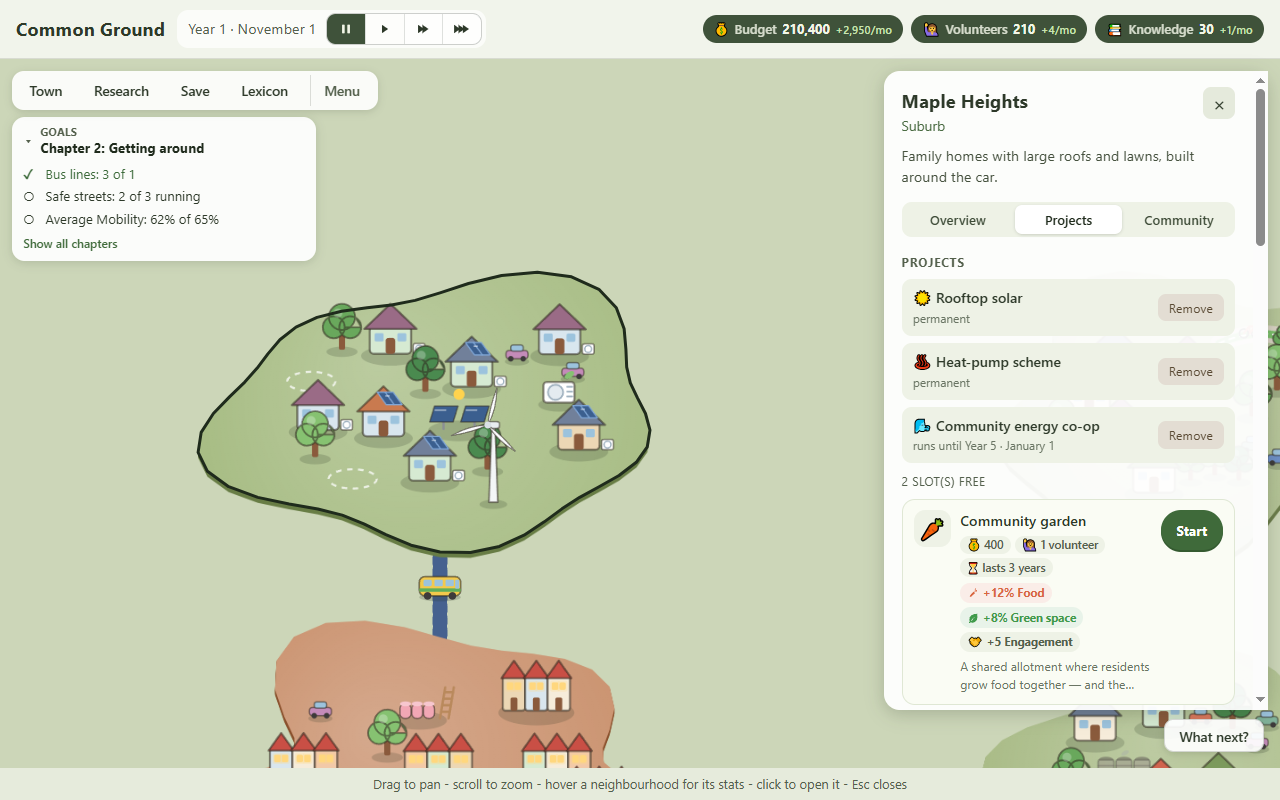 Common Ground
Year 1 · November 1
Budget 210,400 +2,950/mo
Volunteers 210 +4/mo
Knowledge 30 +1/mo
Town
Research
Save
Lexicon
Menu
GOALS
Chapter 2: Getting around
Bus lines: 3 of 1
Safe streets: 2 of 3 running
Average Mobility: 62% of 65%
Show all chapters
Maple Heights
Suburb
Family homes with large roofs and lawns, built
around the car.
Overview
Projects
Community
PROJECTS
Rooftop solar
permanent
Remove
Heat-pump scheme
permanent
Remove
Community energy co-op
runs until Year 5 · January 1
Remove
2 SLOT(S) FREE
Community garden
400
1 volunteer
lasts 3 years
+12% Food
+8% Green space
+5 Engagement
A shared allotment where residents
grow food together — and the...
Start
What next?
Drag to pan - scroll to zoom - hover a neighbourhood for its stats - click to open it - Esc closes